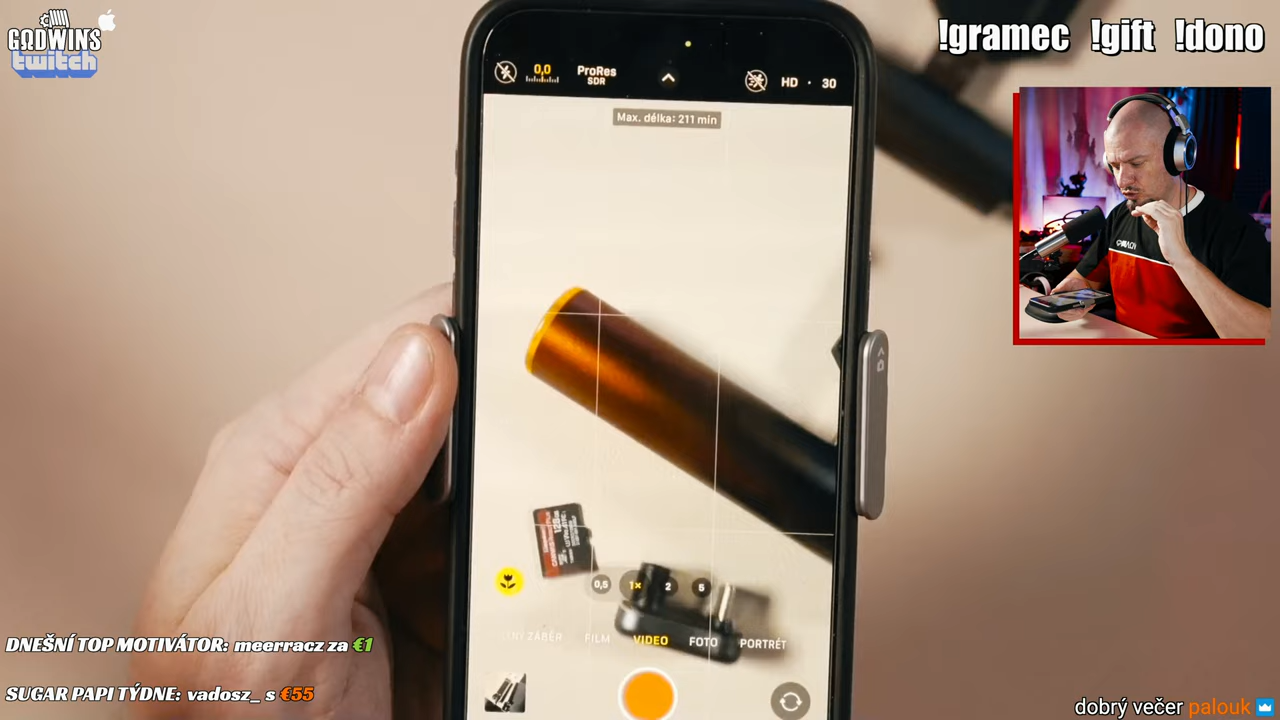 GODWINS
twitch
!gramec !gift !dono
0,0
ProRes
SDR
HD · 30
Max. délka: 211 min
128
0,5 1× 2 5
ZÁBĚR FILM VIDEO FOTO PORTRÉT
DNEŠNÍ TOP MOTIVÁTOR: meerracz za €1
SUGAR PAPI TÝDNE: vadosz_ s €55
dobrý večer palouk